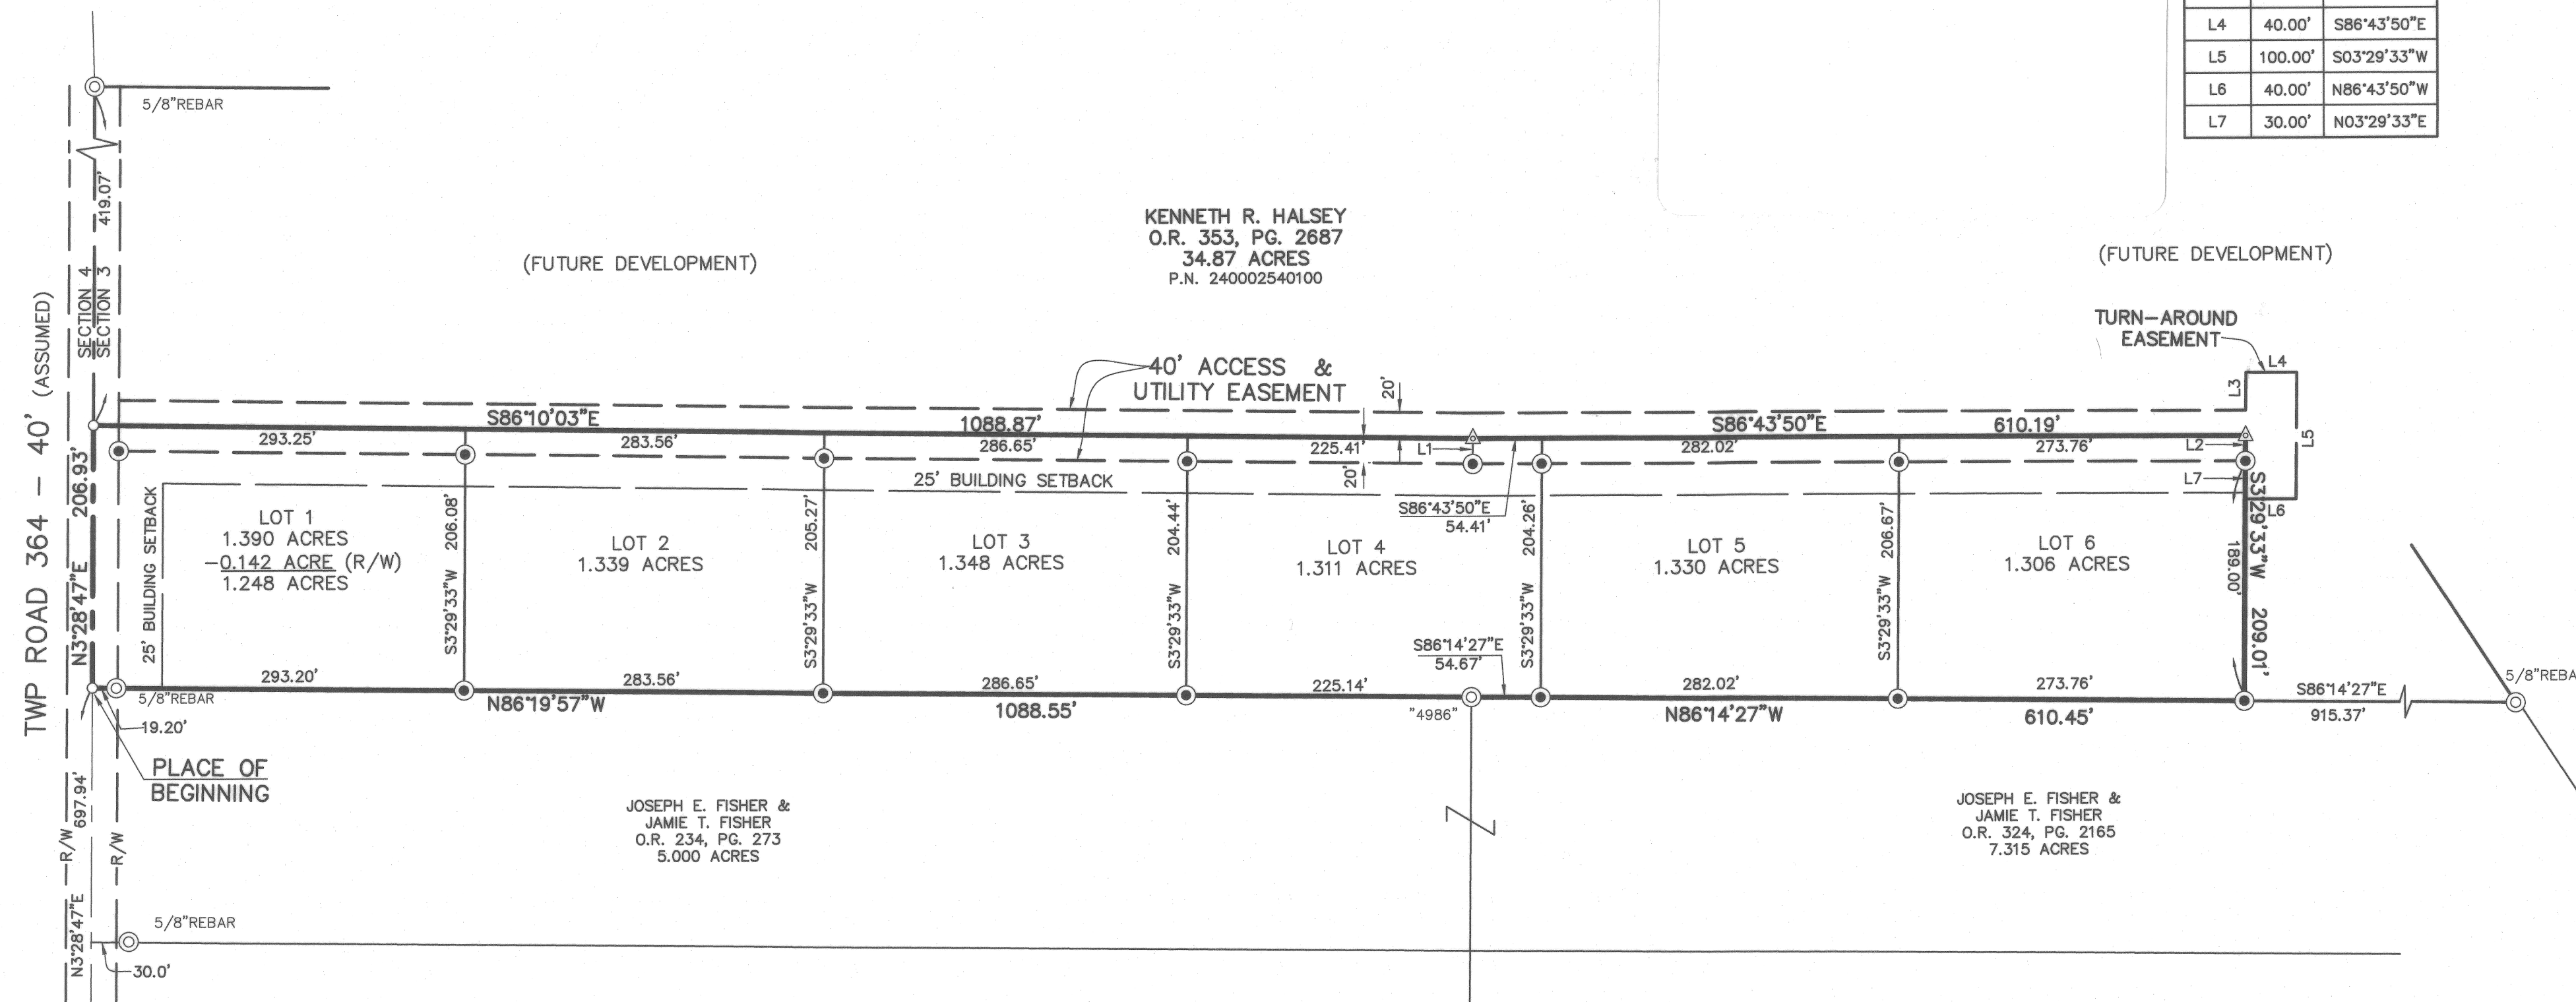 L4 40.00' S86°43'50"E
L5 100.00' S03°29'33"W
L6 40.00' N86°43'50"W
L7 30.00' N03°29'33"E
5/8"REBAR
419.07'
SECTION 4
SECTION 3
TWP ROAD 364 - 40' (ASSUMED)
(FUTURE DEVELOPMENT)
KENNETH R. HALSEY
O.R. 353, PG. 2687
34.87 ACRES
P.N. 240002540100
(FUTURE DEVELOPMENT)
TURN-AROUND
EASEMENT
L4
L3
L5
40' ACCESS &
UTILITY EASEMENT
20'
S86°10'03"E
1088.87'
S86°43'50"E
610.19'
293.25'
283.56'
286.65'
225.41'
L1
282.02'
273.76'
L2
20'
25' BUILDING SETBACK
L7
L6
S86°43'50"E
54.41'
N3°28'47"E 206.93'
25' BUILDING SETBACK
LOT 1
1.390 ACRES
-0.142 ACRE (R/W)
1.248 ACRES
S3°29'33"W 206.08'
LOT 2
1.339 ACRES
S3°29'33"W 205.27'
LOT 3
1.348 ACRES
S3°29'33"W 204.44'
LOT 4
1.311 ACRES
S3°29'33"W 204.26'
LOT 5
1.330 ACRES
S3°29'33"W 206.67'
LOT 6
1.306 ACRES
189.00'
S3°29'33"W 209.01'
S86°14'27"E
54.67'
293.20'
283.56'
286.65'
225.14'
282.02'
273.76'
5/8"REBAR
19.20'
N86°19'57"W
1088.55'
"4986"
N86°14'27"W
610.45'
S86°14'27"E
915.37'
5/8"REBA
PLACE OF
BEGINNING
697.94'
R/W
R/W
N3°28'47"E
JOSEPH E. FISHER &
JAMIE T. FISHER
O.R. 234, PG. 273
5.000 ACRES
JOSEPH E. FISHER &
JAMIE T. FISHER
O.R. 324, PG. 2165
7.315 ACRES
5/8"REBAR
30.0'